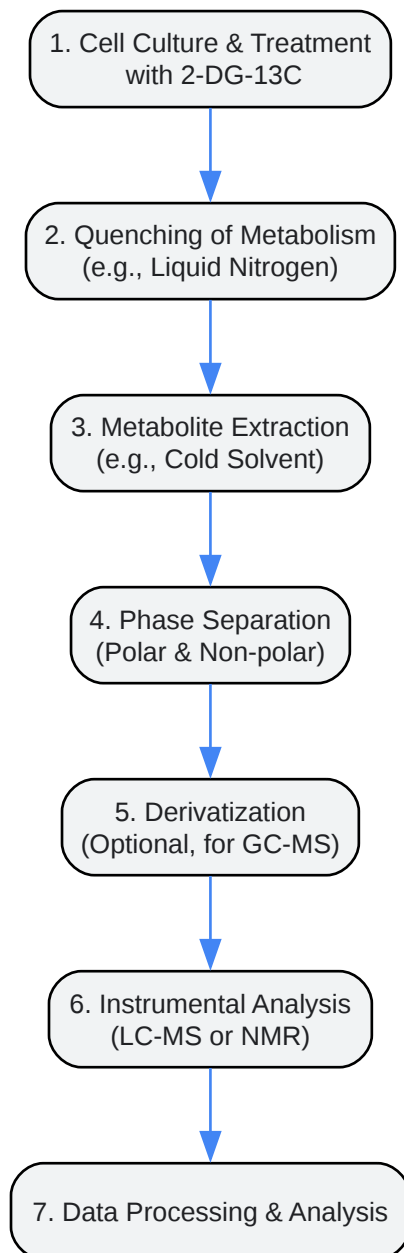 1. Cell Culture & Treatment
with 2-DG-13C
2. Quenching of Metabolism
(e.g., Liquid Nitrogen)
3. Metabolite Extraction
(e.g., Cold Solvent)
4. Phase Separation
(Polar & Non-polar)
5. Derivatization
(Optional, for GC-MS)
6. Instrumental Analysis
(LC-MS or NMR)
7. Data Processing & Analysis